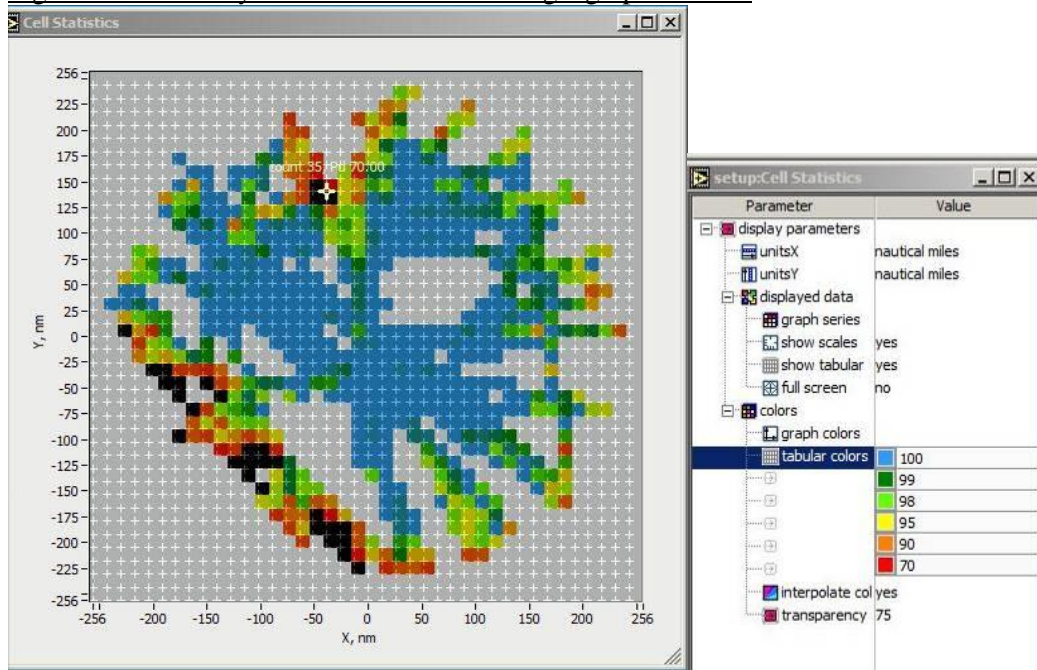 Cell Statistics
256
225
200
175
150
125
100
75
50
25
0
-25
-50
-75
-100
-125
-150
-175
-200
-225
-256
Y, nm
count 35, Pd 70.00
-256
-200
-150
-100
-50
0
50
100
150
200
256
X, nm
setup:Cell Statistics
Parameter Value
display parameters
unitsX nautical miles
unitsY nautical miles
displayed data
graph series
show scales yes
show tabular yes
full screen no
colors
graph colors
tabular colors 100
99
98
95
90
70
interpolate col yes
transparency 75